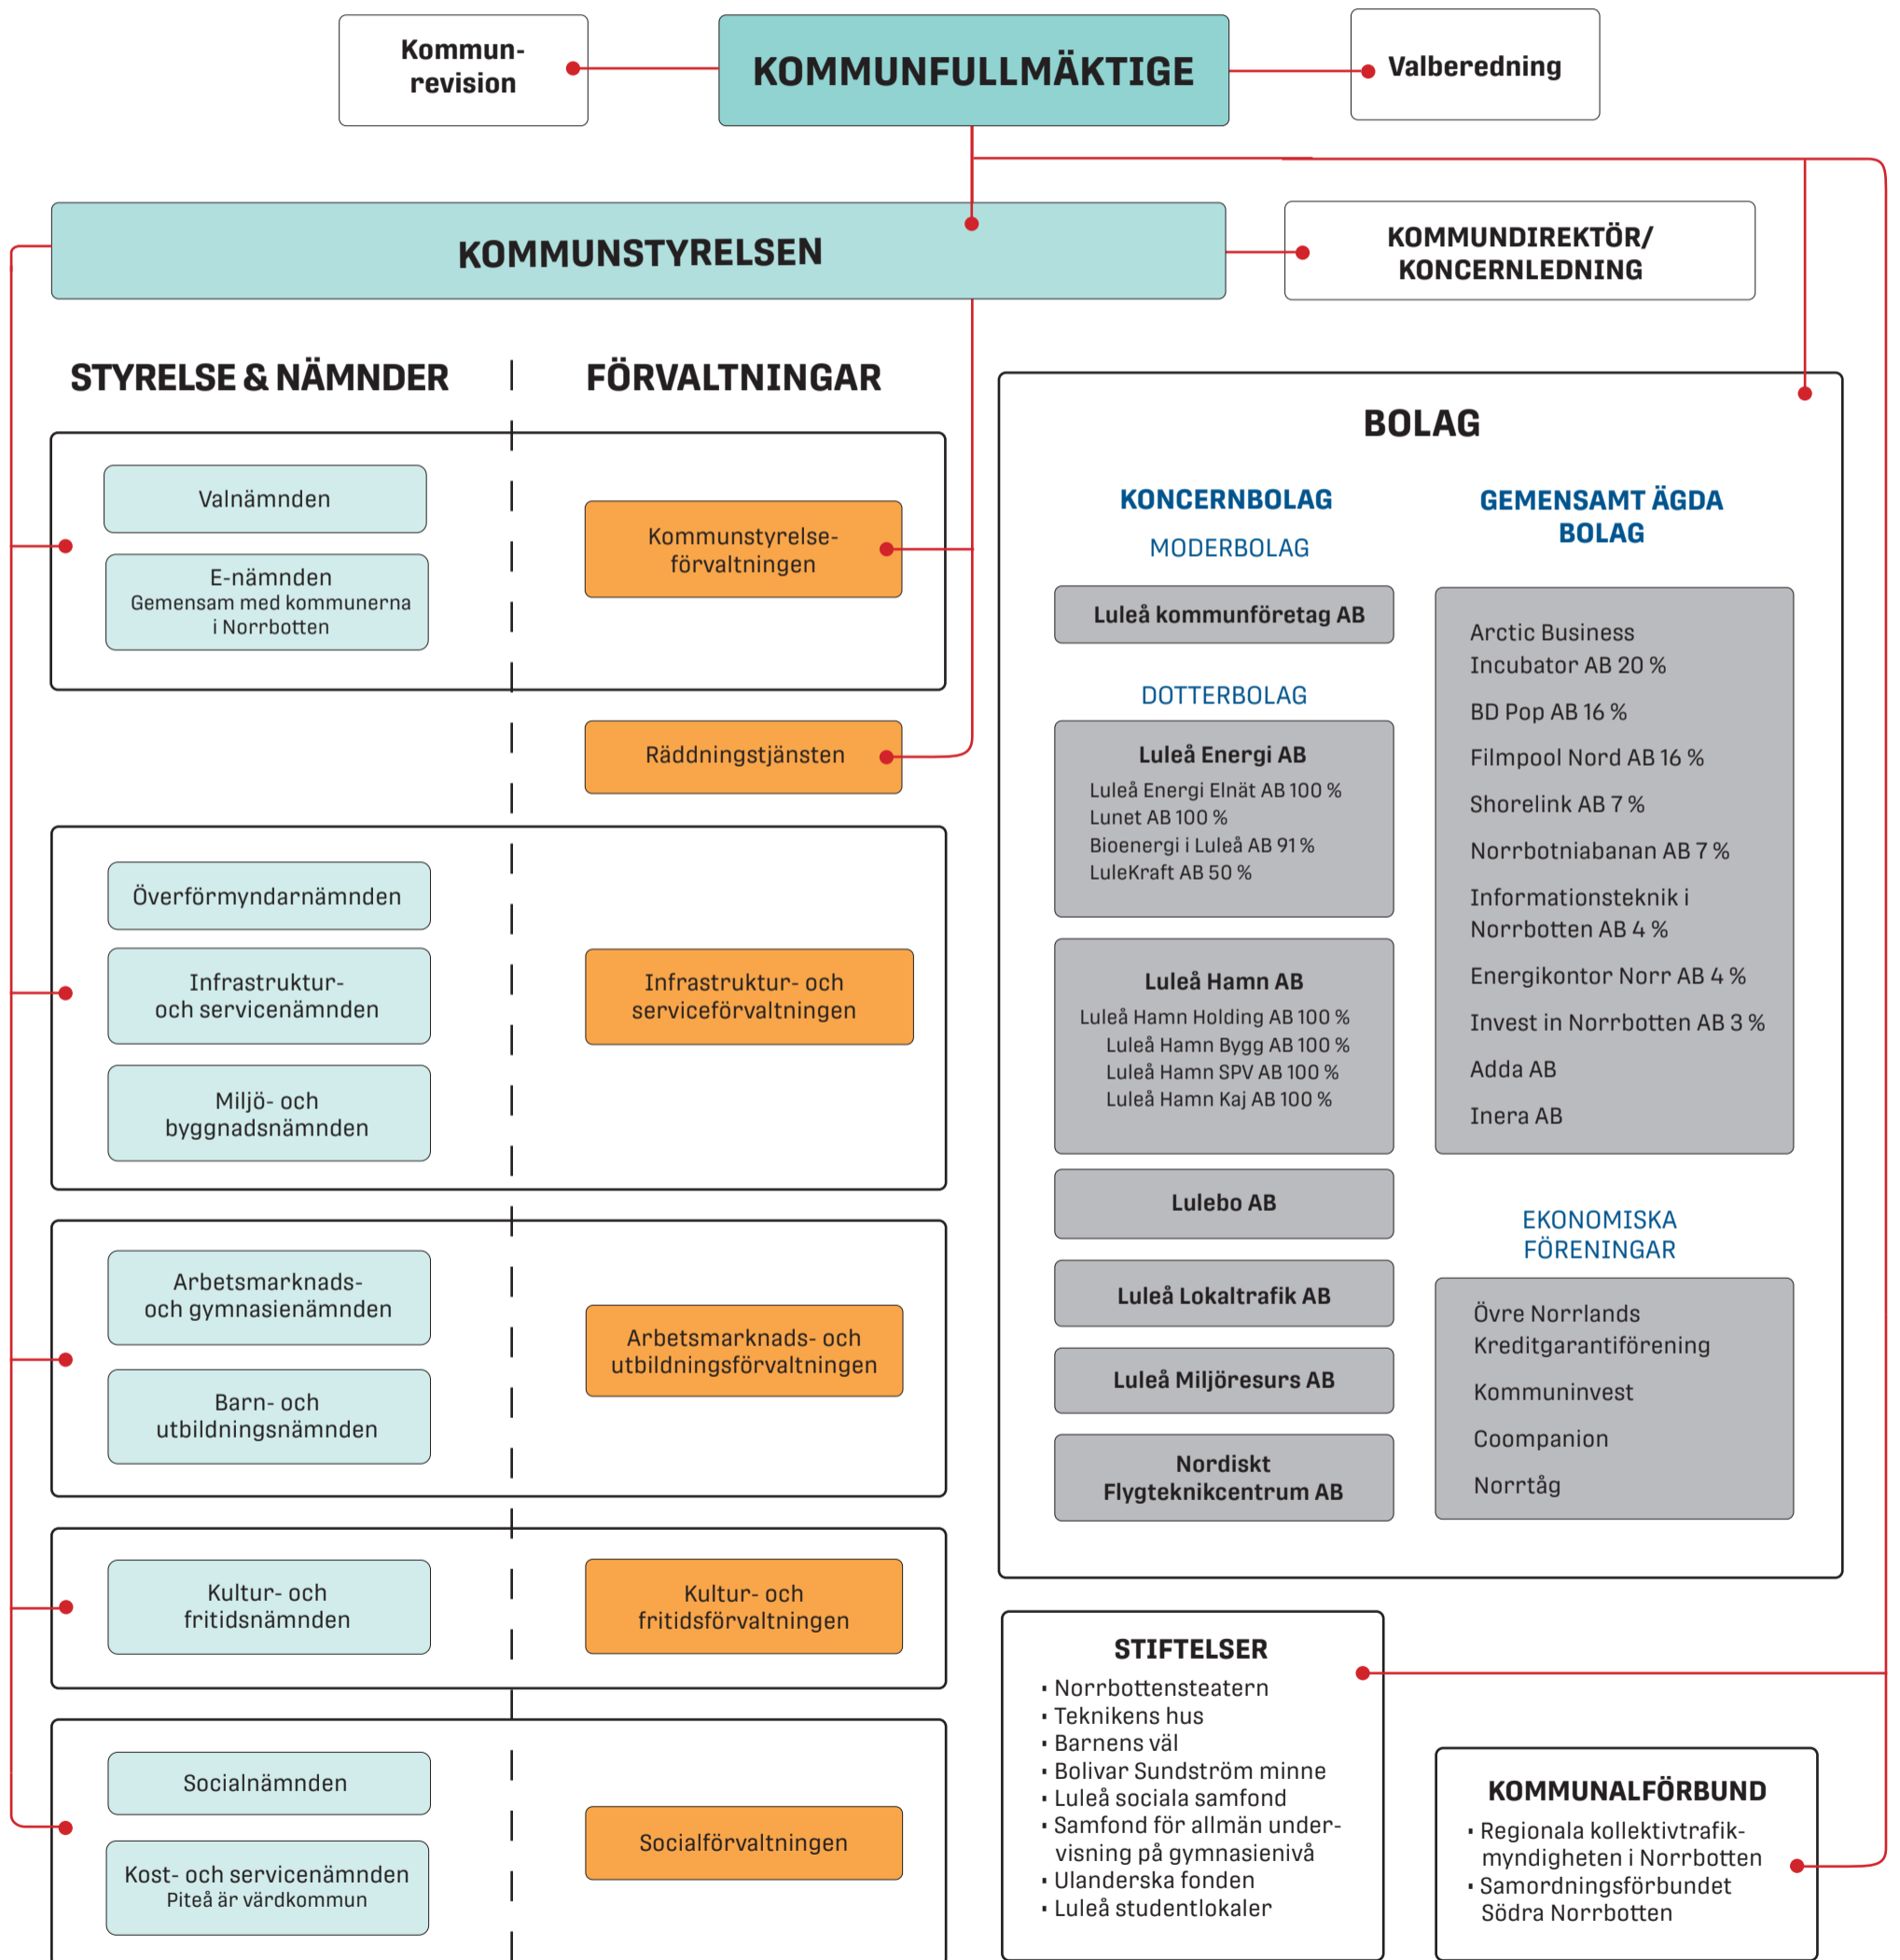 Kommun-
revision
KOMMUNFULLMÄKTIGE
Valberedning
KOMMUNSTYRELSEN
KOMMUNDIREKTÖR/
KONCERNLEDNING
STYRELSE & NÄMNDER
FÖRVALTNINGAR
Valnämnden
E-nämnden
Gemensam med kommunerna
i Norrbotten
Kommunstyrelse-
förvaltningen
Räddningstjänsten
Överförmyndarnämnden
Infrastruktur-
och servicenämnden
Miljö- och
byggnadsnämnden
Infrastruktur- och
serviceförvaltningen
Arbetsmarknads-
och gymnasienämnden
Barn- och
utbildningsnämnden
Arbetsmarknads- och
utbildningsförvaltningen
Kultur- och
fritidsnämnden
Kultur- och
fritidsförvaltningen
Socialnämnden
Kost- och servicenämnden
Piteå är värdkommun
Socialförvaltningen
BOLAG
KONCERNBOLAG
MODERBOLAG
Luleå kommunföretag AB
DOTTERBOLAG
Luleå Energi AB
Luleå Energi Elnät AB 100 %
Lunet AB 100 %
Bioenergi i Luleå AB 91 %
LuleKraft AB 50 %
Luleå Hamn AB
Luleå Hamn Holding AB 100 %
Luleå Hamn Bygg AB 100 %
Luleå Hamn SPV AB 100 %
Luleå Hamn Kaj AB 100 %
Lulebo AB
Luleå Lokaltrafik AB
Luleå Miljöresurs AB
Nordiskt
Flygteknikcentrum AB
GEMENSAMT ÄGDA
BOLAG
Arctic Business
Incubator AB 20 %
BD Pop AB 16 %
Filmpool Nord AB 16 %
Shorelink AB 7 %
Norrbotniabanan AB 7 %
Informationsteknik i
Norrbotten AB 4 %
Energikontor Norr AB 4 %
Invest in Norrbotten AB 3 %
Adda AB
Inera AB
EKONOMISKA
FÖRENINGAR
Övre Norrlands
Kreditgarantiförening
Kommuninvest
Coompanion
Norrtåg
STIFTELSER
▪ Norrbottensteatern
▪ Teknikens hus
▪ Barnens väl
▪ Bolivar Sundström minne
▪ Luleå sociala samfond
▪ Samfond för allmän under-
visning på gymnasienivå
▪ Ulanderska fonden
▪ Luleå studentlokaler
KOMMUNALFÖRBUND
▪ Regionala kollektivtrafik-
myndigheten i Norrbotten
▪ Samordningsförbundet
Södra Norrbotten